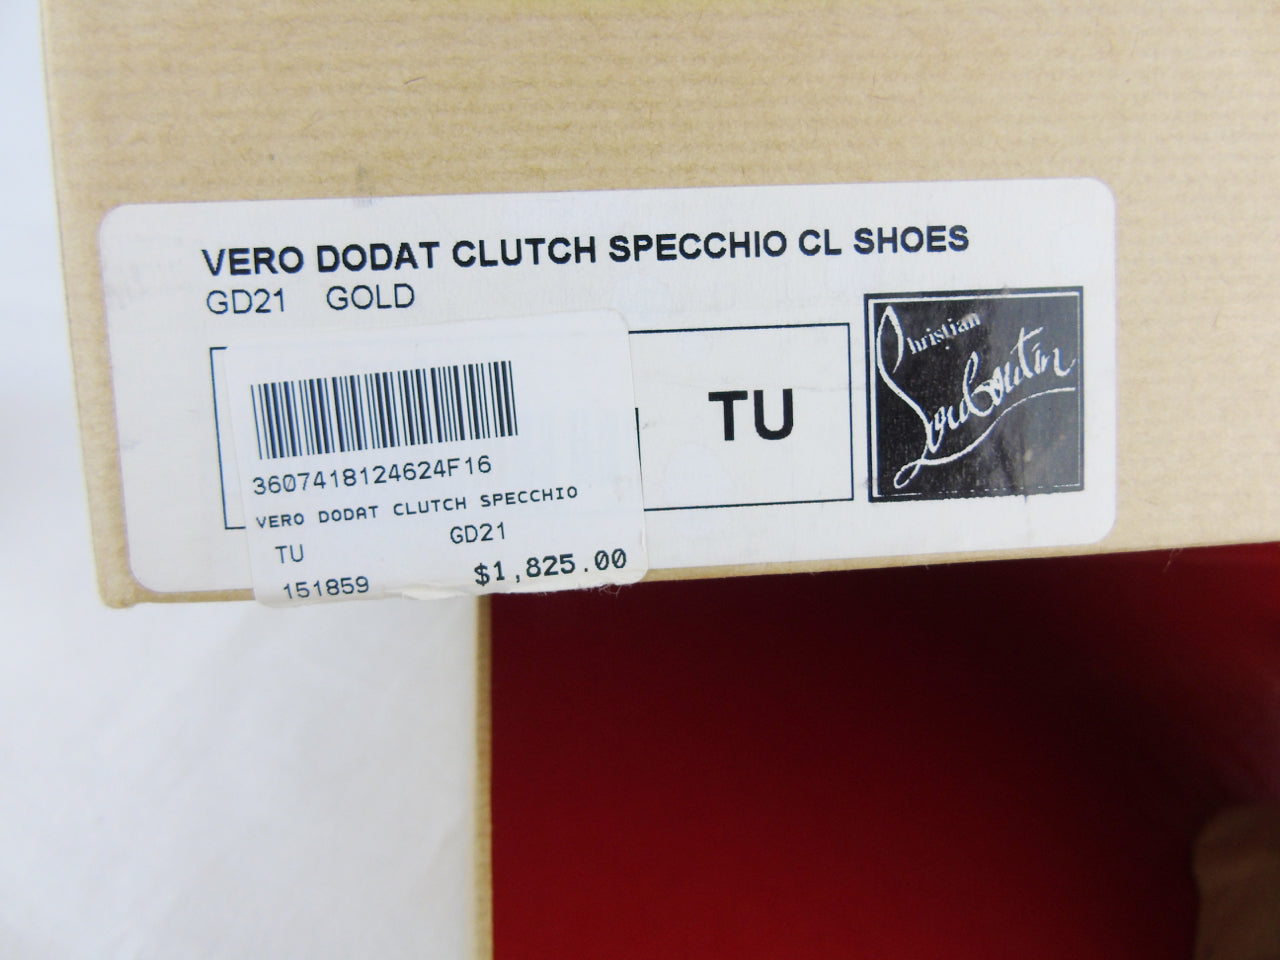 VERO DODAT CLUTCH SPECCHIO CL SHOES
GD21 GOLD
TU
Christian
Louboutin
3607418124624F16
VERO DODAT CLUTCH SPECCHIO
TU GD21
151859 $1,825.00